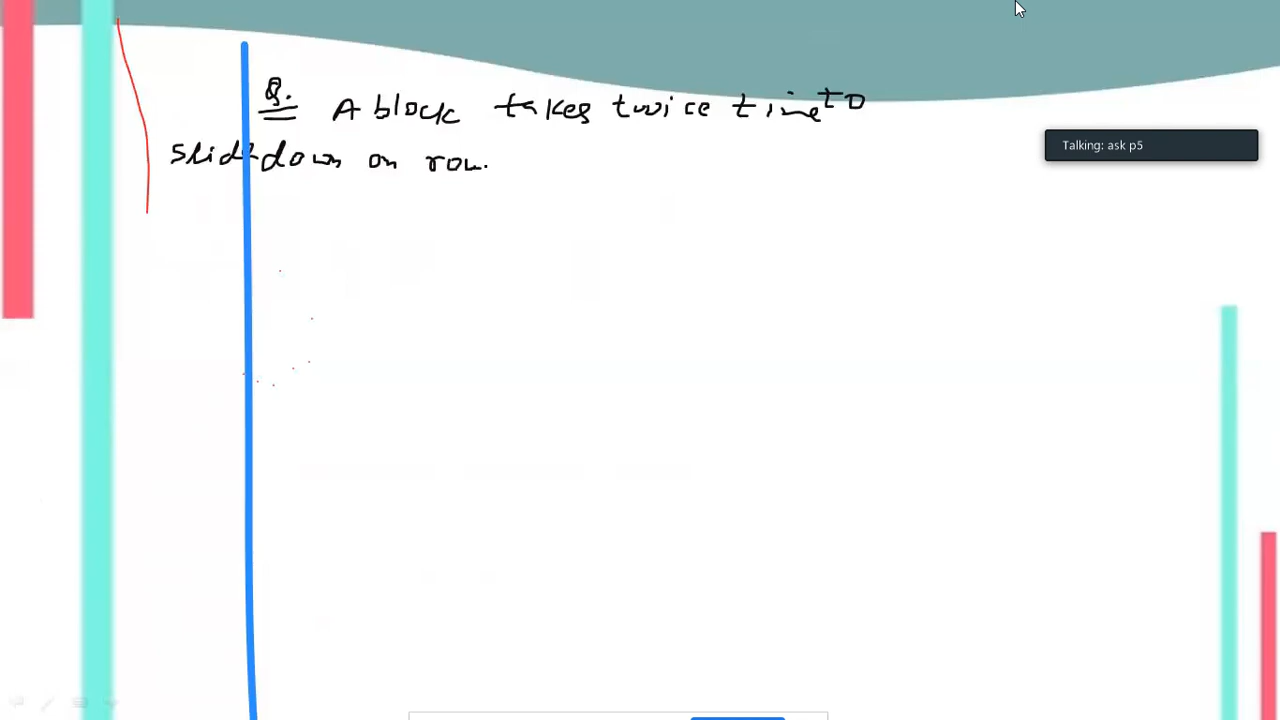 Q. A block takes twice time to
slide down on rou.
Talking: ask p5